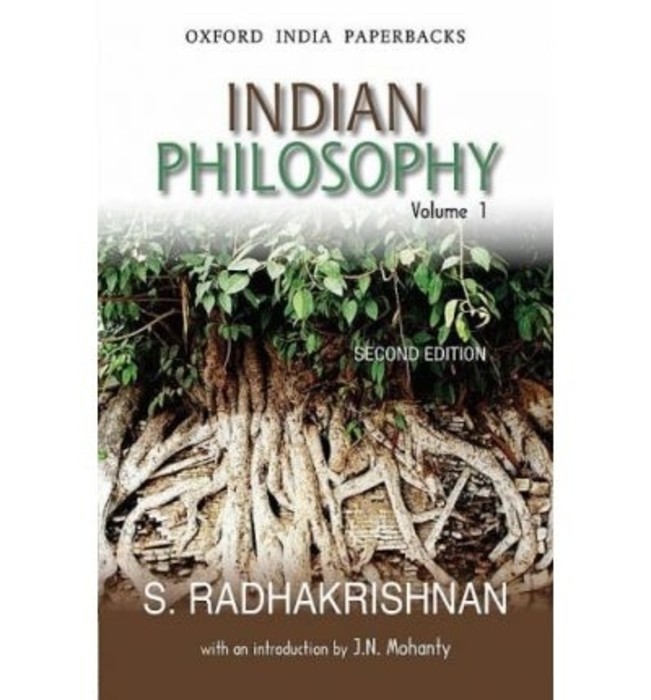 OXFORD INDIA PAPERBACKS
INDIAN
PHILOSOPHY
Volume 1
SECOND EDITION
S. RADHAKRISHNAN
with an introduction by J.N. Mohanty